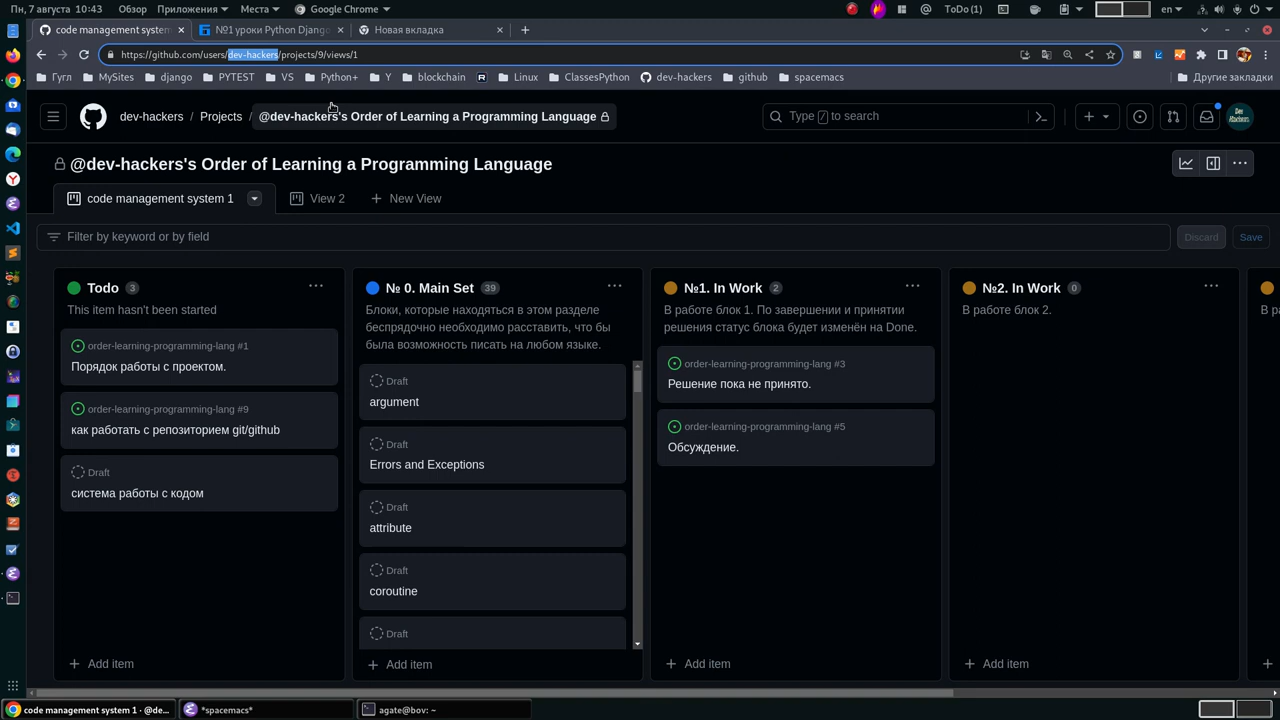 Пн, 7 августа 10:43
Обзор
Приложения
Места
Google Chrome
ToDo (1)
en
code management system
№1 уроки Python Django
Новая вкладка
https://github.com/users/dev-hackers/projects/9/views/1
Гугл
MySites
django
PYTEST
VS
Python+
Y
blockchain
Linux
ClassesPython
dev-hackers
github
spacemacs
Другие закладки
dev-hackers / Projects / @dev-hackers's Order of Learning a Programming Language
Type / to search
@dev-hackers's Order of Learning a Programming Language
code management system 1
View 2
New View
Filter by keyword or by field
Discard
Save
Todo 3
This item hasn't been started
order-learning-programming-lang #1
Порядок работы с проектом.
order-learning-programming-lang #9
как работать с репозиторием git/github
Draft
система работы с кодом
Add item
№ 0. Main Set 39
Блоки, которые находяться в этом разделе
беспрядочно необходимо расставить, что бы
была возможность писать на любом языке.
Draft
argument
Draft
Errors and Exceptions
Draft
attribute
Draft
coroutine
Draft
Add item
№1. In Work 2
В работе блок 1. По завершении и принятии
решения статус блока будет изменён на Done.
order-learning-programming-lang #3
Решение пока не принято.
order-learning-programming-lang #5
Обсуждение.
Add item
№2. In Work 0
В работе блок 2.
Add item
В ра
code management system 1 · @de...
*spacemacs*
agate@bov: ~